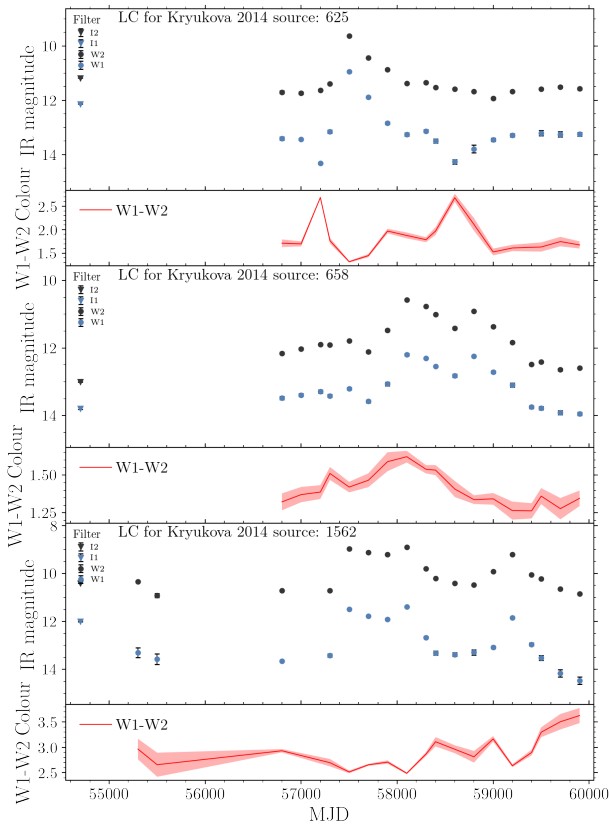 LC for Kryukova 2014 source: 625
Filter
I2
I1
W2
W1
10
12
14
IR magnitude
W1-W2
2.5
2.0
1.5
W1-W2 Colour
LC for Kryukova 2014 source: 658
Filter
I2
I1
W2
W1
10
12
14
IR magnitude
W1-W2
1.50
1.25
W1-W2 Colour
LC for Kryukova 2014 source: 1562
Filter
I2
I1
W2
W1
8
10
12
14
IR magnitude
W1-W2
3.5
3.0
2.5
W1-W2 Colour
55000 56000 57000 58000 59000 60000
MJD